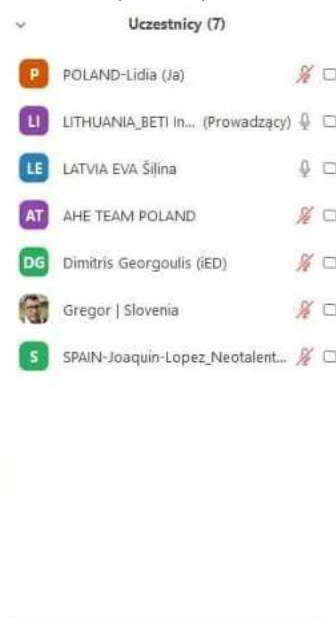 Uczestnicy (7)
P POLAND-Lidia (Ja)
LI LITHUANIA_BETI In... (Prowadzący)
LE LATVIA EVA Šiļina
AT AHE TEAM POLAND
DG Dimitris Georgoulis (iED)
Gregor | Slovenia
S SPAIN-Joaquin-Lopez_Neotalent...